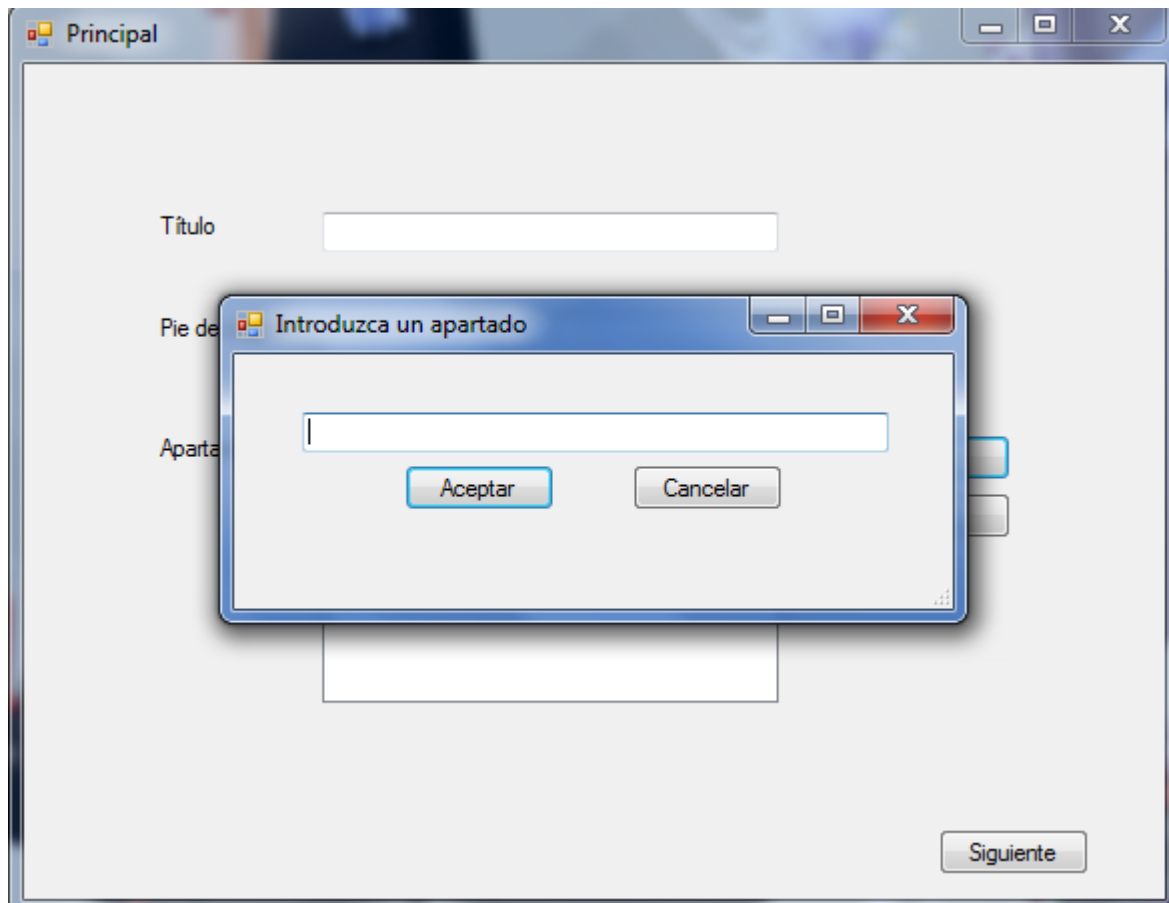 Principal
Título
Pie de
Introduzca un apartado
Aparta
Aceptar
Cancelar
Siguiente